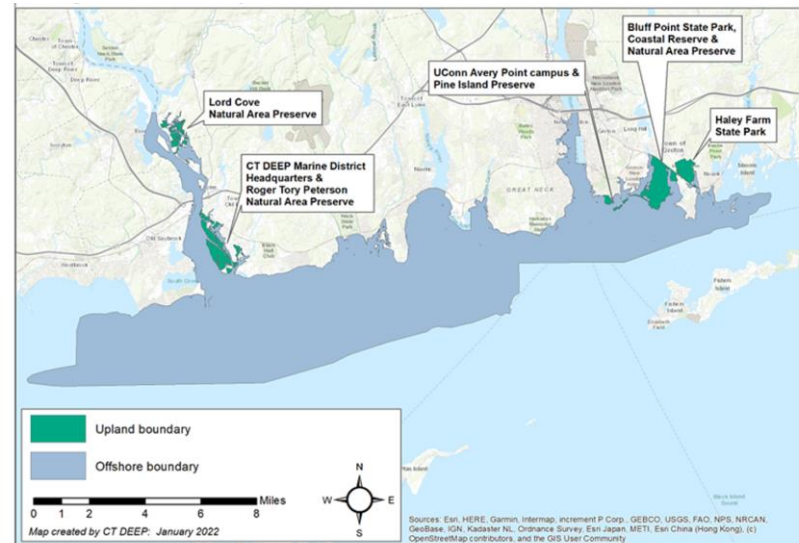 Bluff Point State Park,
Coastal Reserve &
Natural Area Preserve
UConn Avery Point campus &
Pine Island Preserve
Lord Cove
Natural Area Preserve
Haley Farm
State Park
CT DEEP Marine District
Headquarters &
Roger Tory Peterson
Natural Area Preserve
GREAT NECK
Old Saybrook
Fishers
Island
Upland boundary
Offshore boundary
0 1 2 4 6 8
Miles
N
W E
S
Map created by CT DEEP: January 2022
Sources: Esri, HERE, Garmin, Intermap, increment P Corp., GEBCO, USGS, FAO, NPS, NRCAN,
GeoBase, IGN, Kadaster NL, Ordnance Survey, Esri Japan, METI, Esri China (Hong Kong), (c)
OpenStreetMap contributors, and the GIS User Community